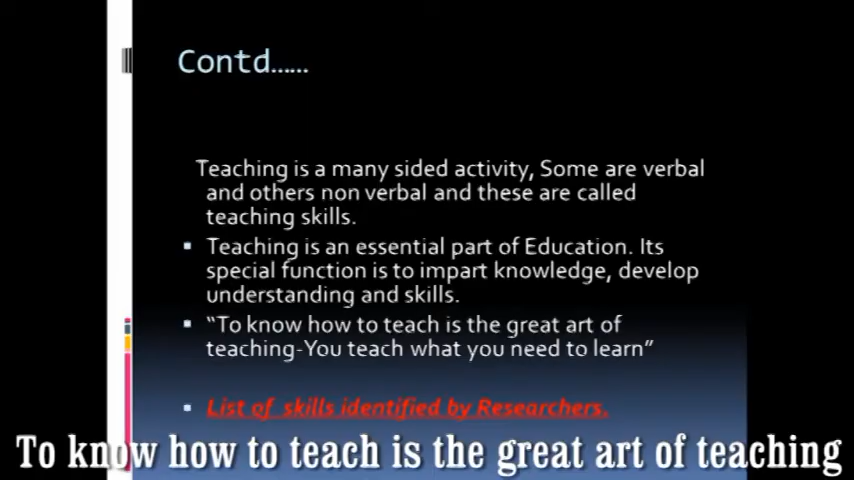 Contd......
Teaching is a many sided activity, Some are verbal
and others non verbal and these are called
teaching skills.
Teaching is an essential part of Education. Its
special function is to impart knowledge, develop
understanding and skills.
“To know how to teach is the great art of
teaching-You teach what you need to learn”
List of skills identified by Researchers.
To know how to teach is the great art of teaching